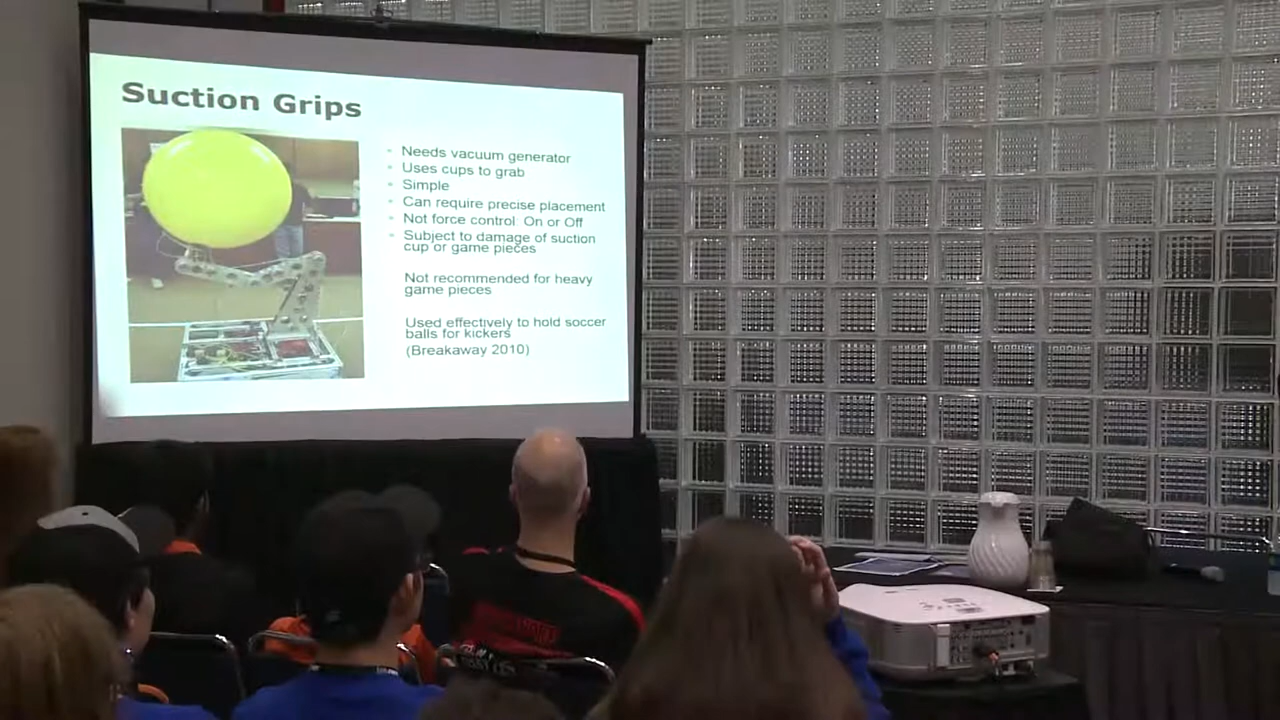 Suction Grips
Needs vacuum generator
Uses cups to grab
Simple
Can require precise placement
Not force control: On or Off
Subject to damage of suction
cup or game pieces
Not recommended for heavy
game pieces
Used effectively to hold soccer
balls for kickers
(Breakaway 2010)